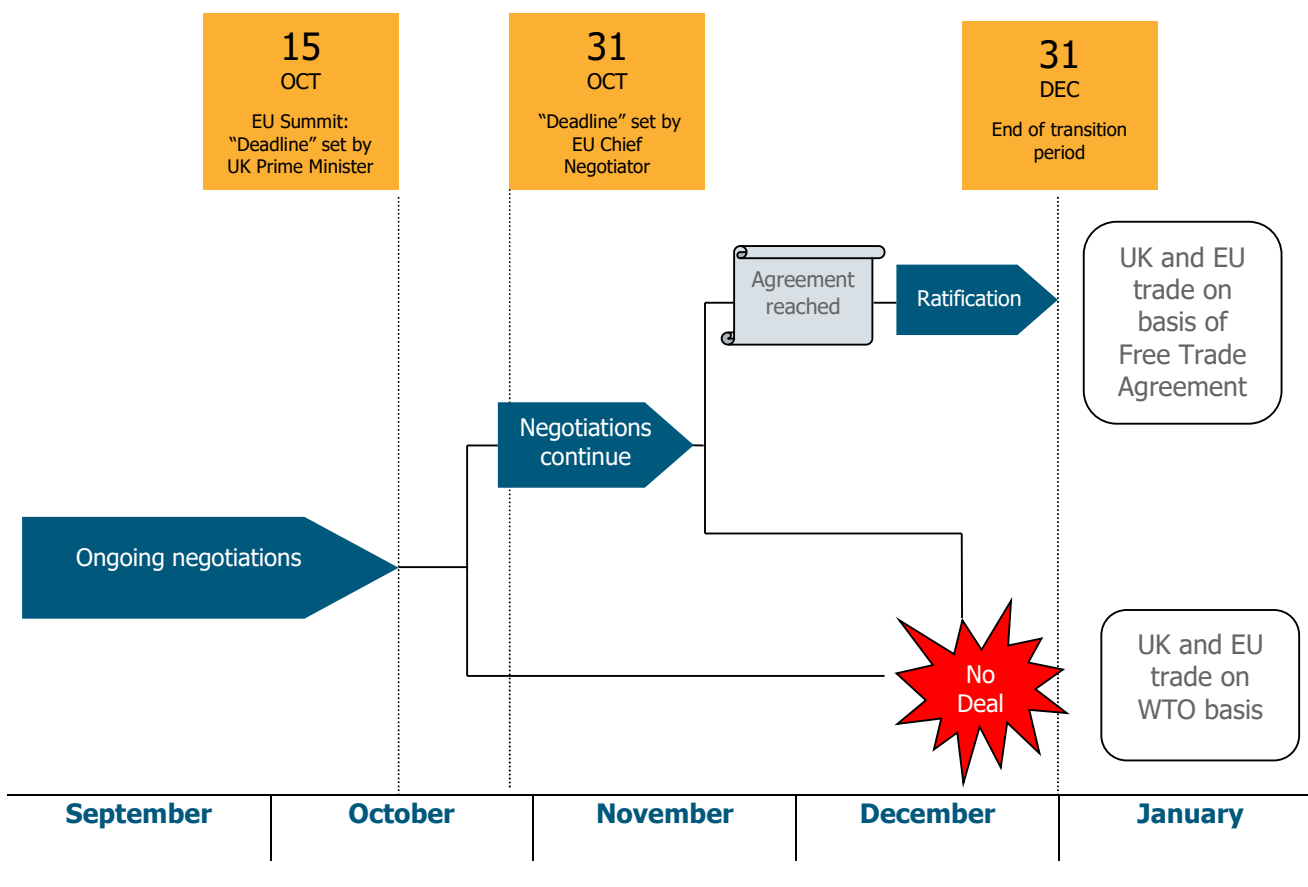 15
OCT
EU Summit:
“Deadline” set by
UK Prime Minister
31
OCT
“Deadline” set by
EU Chief
Negotiator
31
DEC
End of transition
period
Agreement
reached
Ratification
UK and EU
trade on
basis of
Free Trade
Agreement
Negotiations
continue
Ongoing negotiations
No
Deal
UK and EU
trade on
WTO basis
September
October
November
December
January